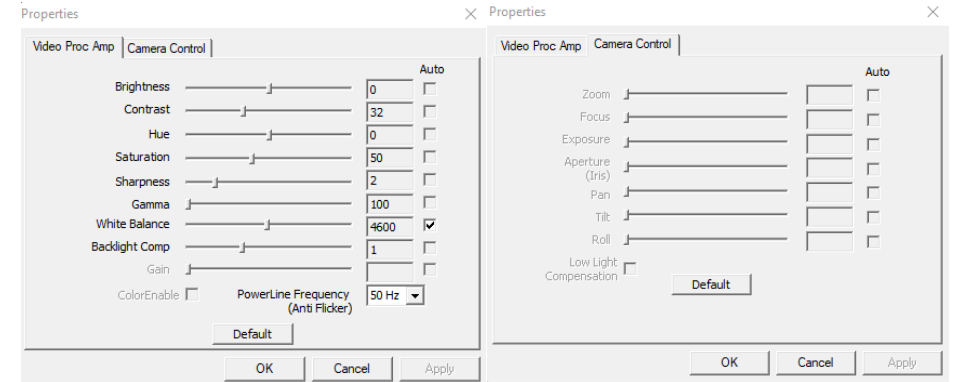 Properties
Video Proc Amp
Camera Control
Auto
Brightness 0
Contrast 32
Hue 0
Saturation 50
Sharpness 2
Gamma 100
White Balance 4600
Backlight Comp 1
Gain
ColorEnable
PowerLine Frequency
(Anti Flicker)
50 Hz
Default
OK Cancel Apply
Properties
Video Proc Amp
Camera Control
Auto
Zoom
Focus
Exposure
Aperture
(Iris)
Pan
Tilt
Roll
Low Light
Compensation
Default
OK Cancel Apply